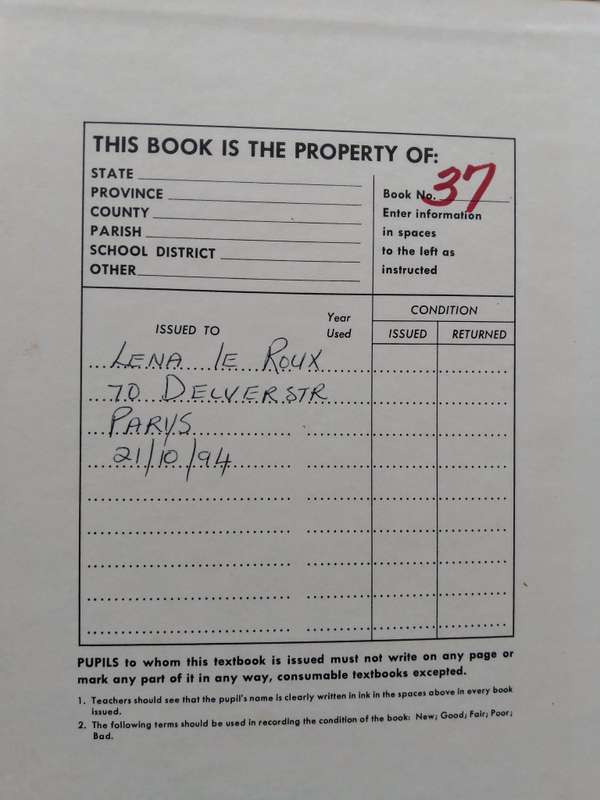 THIS BOOK IS THE PROPERTY OF:
STATE
PROVINCE
COUNTY
PARISH
SCHOOL DISTRICT
OTHER
Book No. 37
Enter information
in spaces
to the left as
instructed
ISSUED TO
Year
Used
CONDITION
ISSUED RETURNED
LENA le ROUX
70 DELVERSTR
PARYS
21/10/94
PUPILS to whom this textbook is issued must not write on any page or
mark any part of it in any way, consumable textbooks excepted.
1. Teachers should see that the pupil's name is clearly written in ink in the spaces above in every book
issued.
2. The following terms should be used in recording the condition of the book: New; Good; Fair; Poor;
Bad.